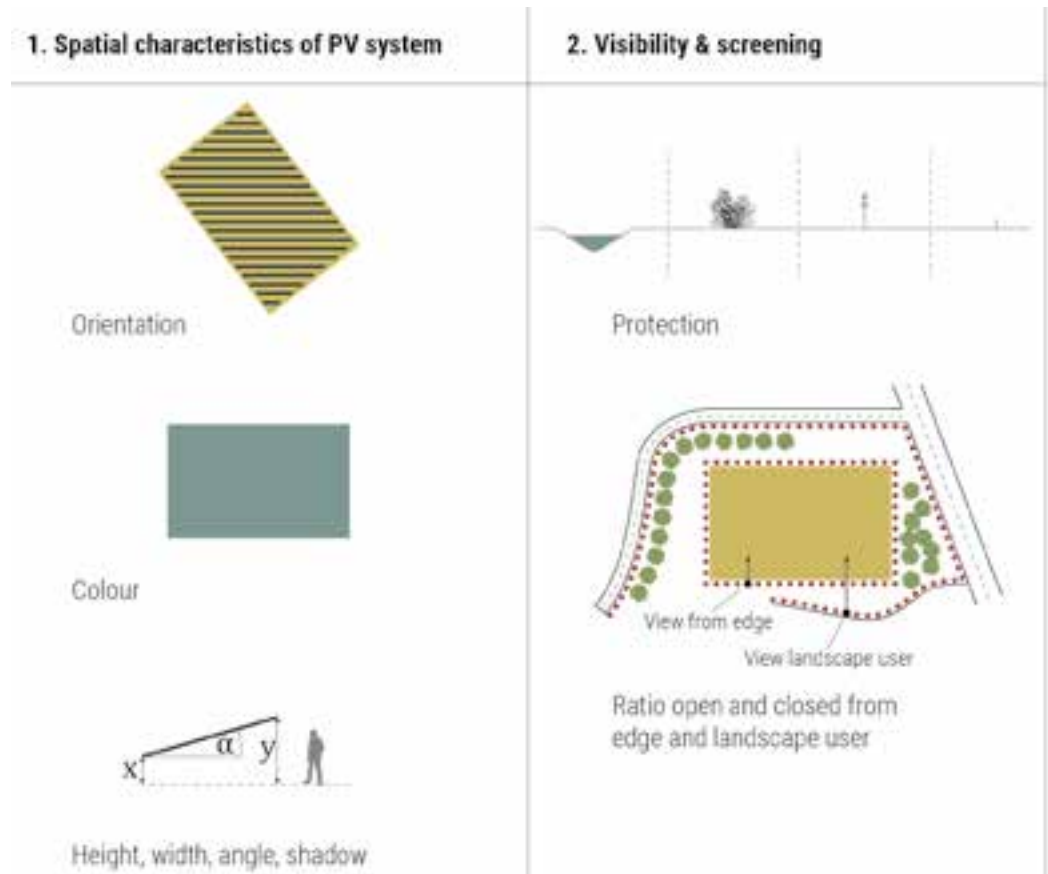 1. Spatial characteristics of PV system
Orientation
Colour
x
α
y
Height, width, angle, shadow
2. Visibility & screening
Protection
View from edge
View landscape user
Ratio open and closed from
edge and landscape user